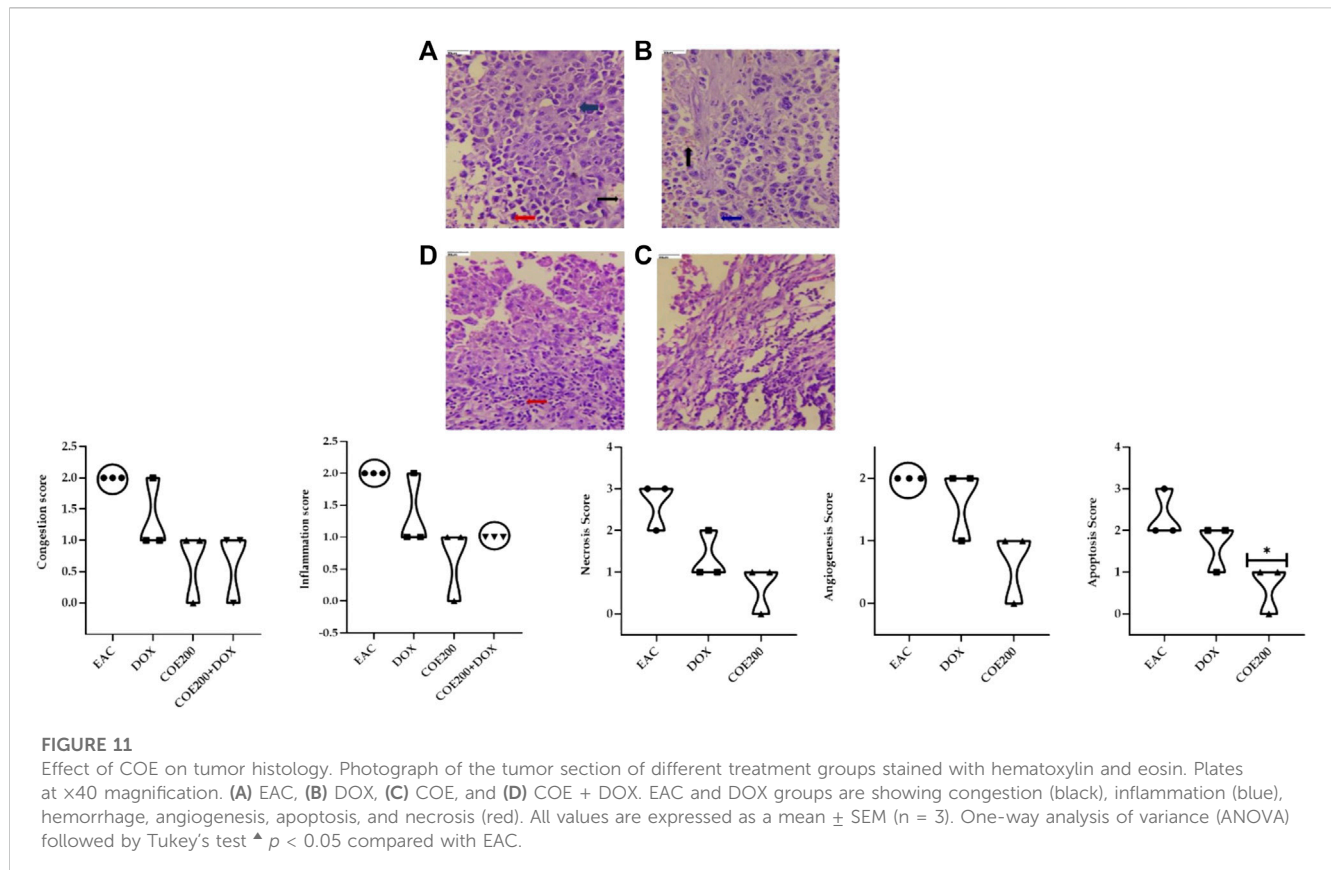 A
B
D
C
2.5
2.0
1.5
1.0
0.5
0.0
Congestion score
EAC
DOX
COE200
COE200+DOX
2.5
2.0
1.5
1.0
0.5
0.0
-0.5
Inflammation score
EAC
DOX
COE200
COE200+DOX
4
3
2
1
0
Necrosis Score
EAC
DOX
COE200
2
1
0
Angiogenesis Score
EAC
DOX
COE200
4
3
2
1
0
Apoptosis Score
*
EAC
DOX
COE200
FIGURE 11
Effect of COE on tumor histology. Photograph of the tumor section of different treatment groups stained with hematoxylin and eosin. Plates
at ×40 magnification. (A) EAC, (B) DOX, (C) COE, and (D) COE + DOX. EAC and DOX groups are showing congestion (black), inflammation (blue),
hemorrhage, angiogenesis, apoptosis, and necrosis (red). All values are expressed as a mean ± SEM (n = 3). One-way analysis of variance (ANOVA)
followed by Tukey's test ▲ p < 0.05 compared with EAC.